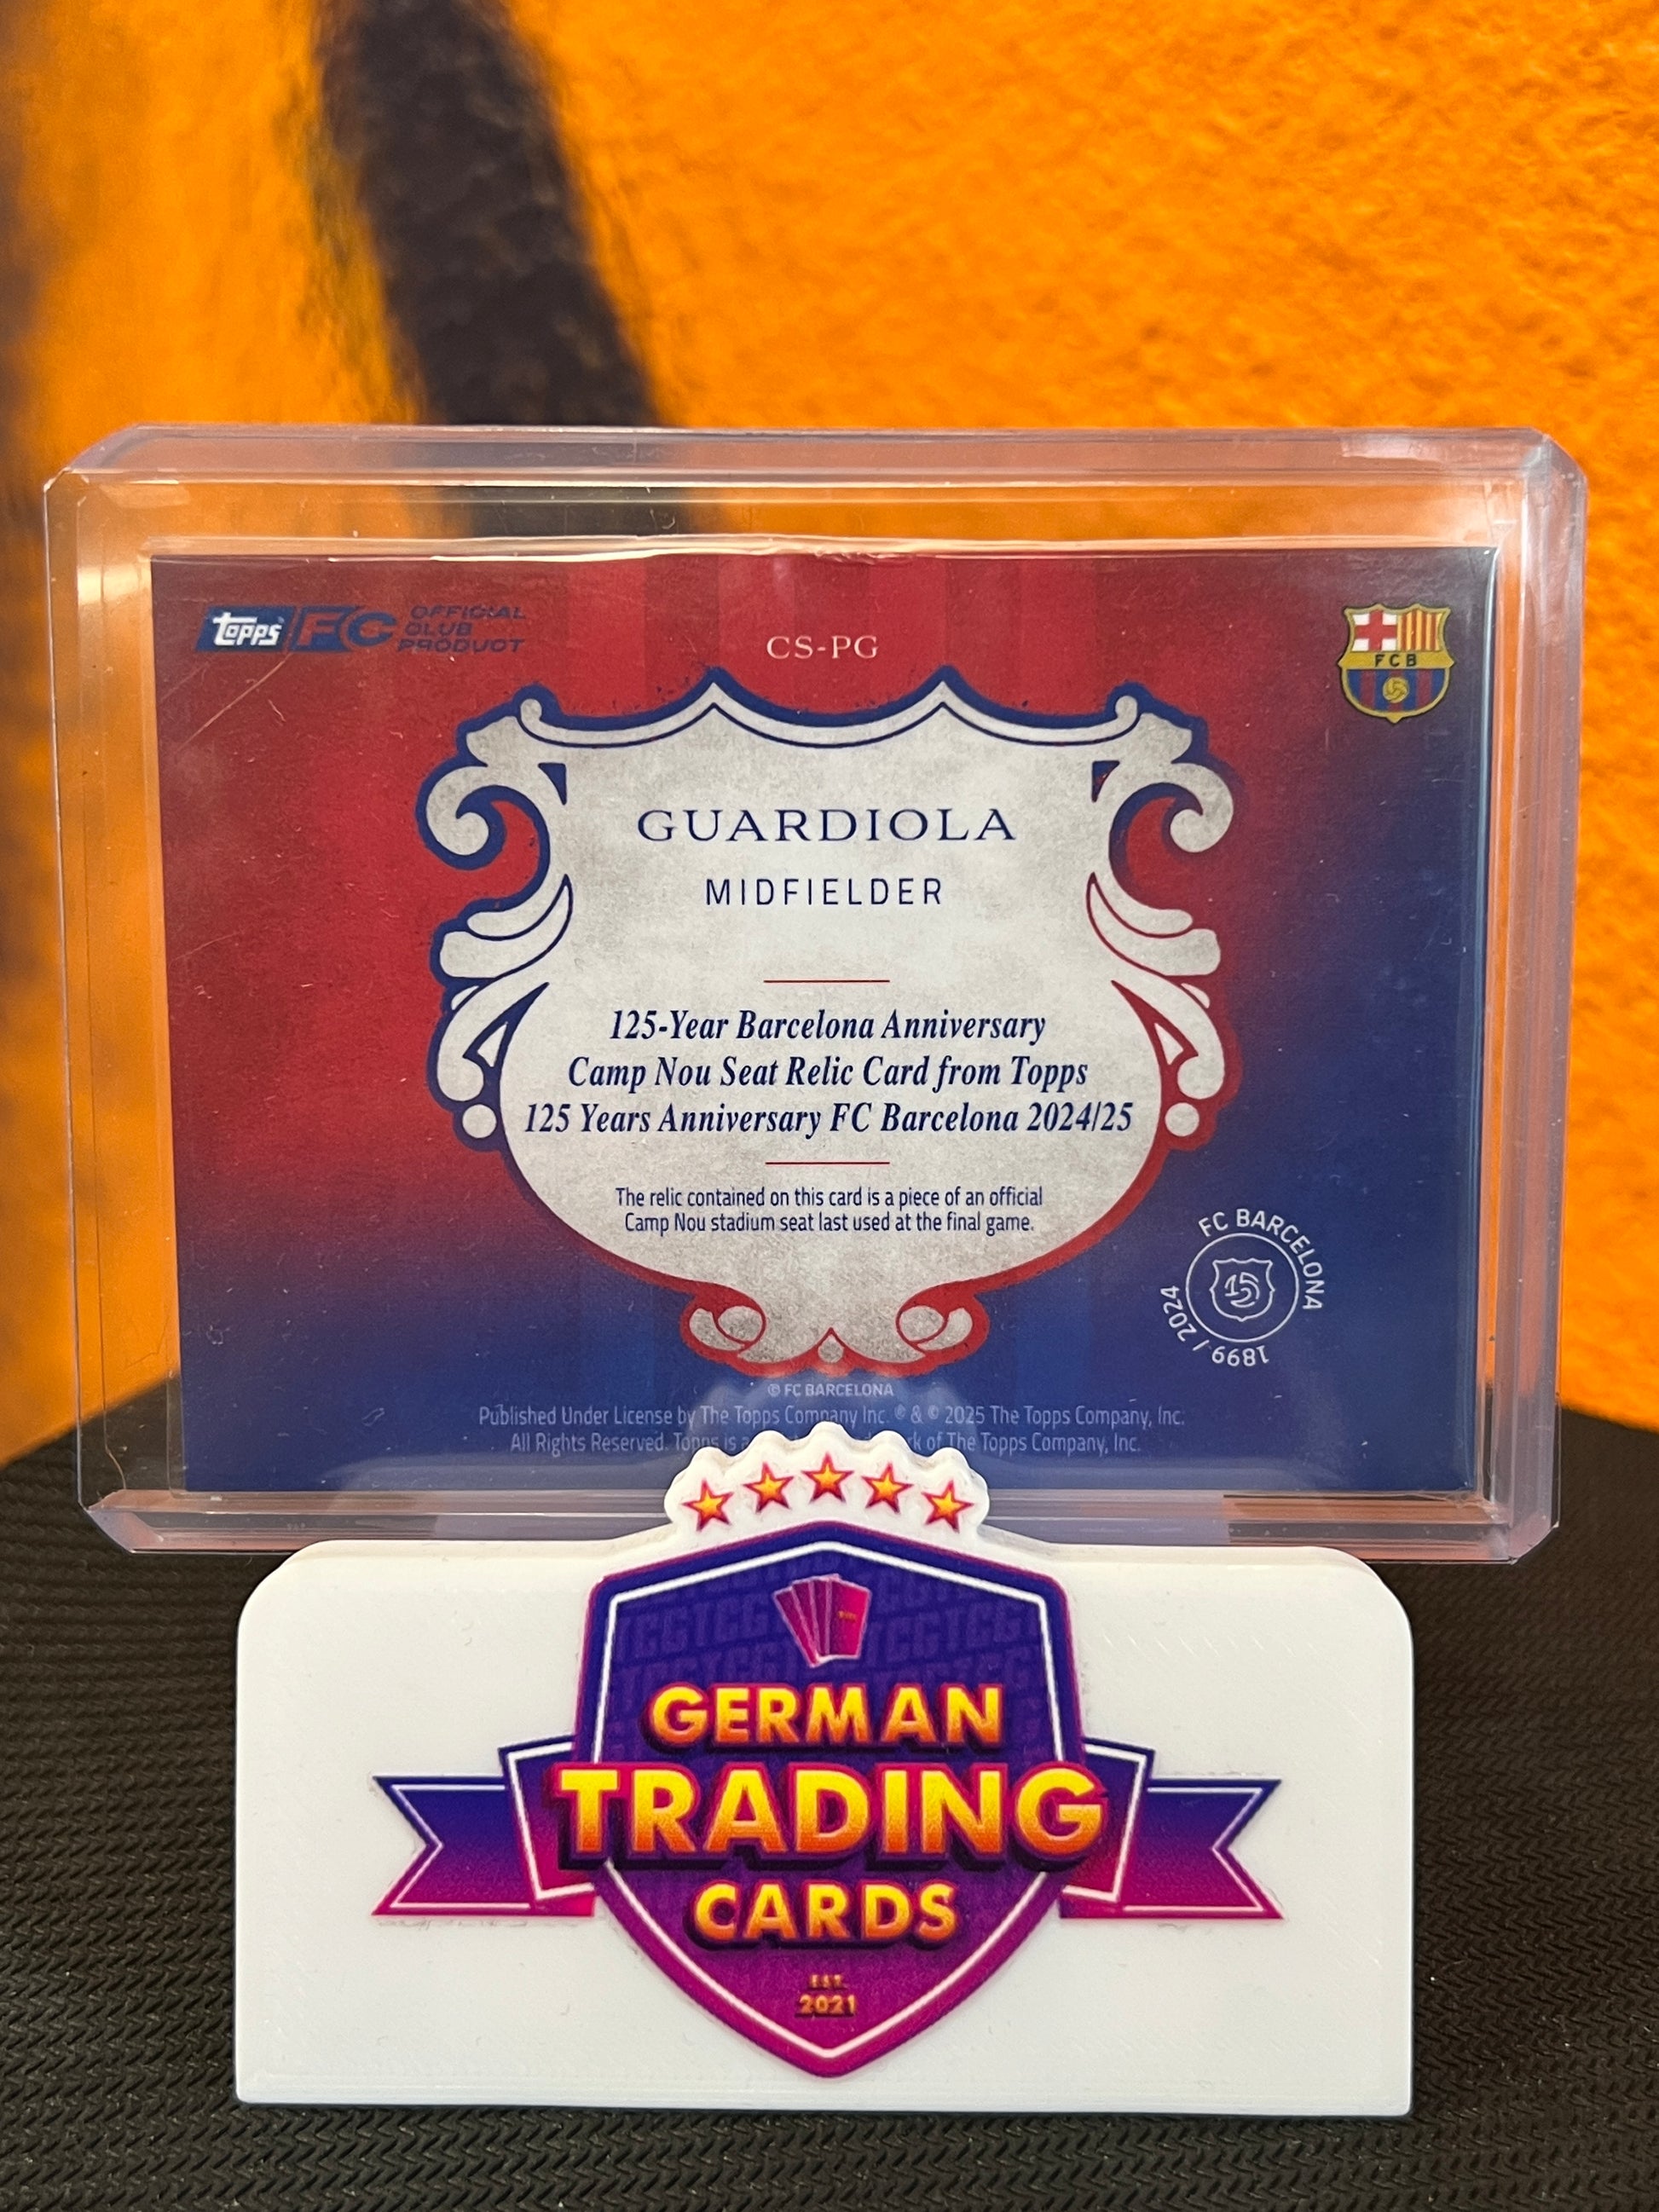 topps FC OFFICIAL
CLUB
PRODUCT
CS-PG
FCB
GUARDIOLA
MIDFIELDER
125-Year Barcelona Anniversary
Camp Nou Seat Relic Card from Topps
125 Years Anniversary FC Barcelona 2024/25
The relic contained on this card is a piece of an official
Camp Nou stadium seat last used at the final game.
FC BARCELONA
1899 / 2024
© FC BARCELONA
Published Under License by The Topps Company Inc. © & © 2025 The Topps Company, Inc.
All Rights Reserved. Topps is a of The Topps Company, Inc.
GERMAN
TRADING
CARDS
EST.
2021